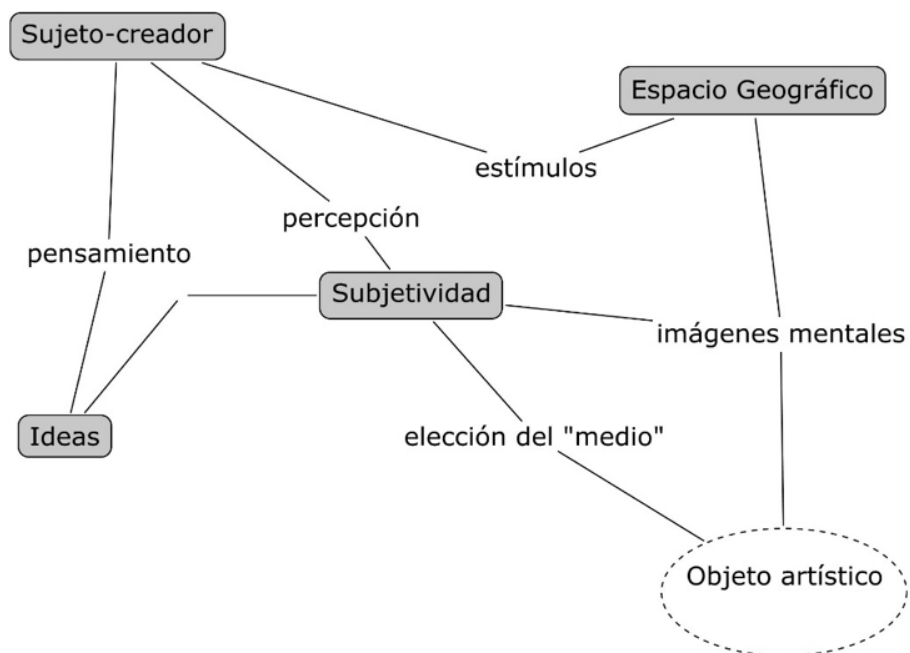 Sujeto-creador
Espacio Geográfico
estímulos
percepción
pensamiento
Subjetividad
imágenes mentales
Ideas
elección del "medio"
Objeto artístico